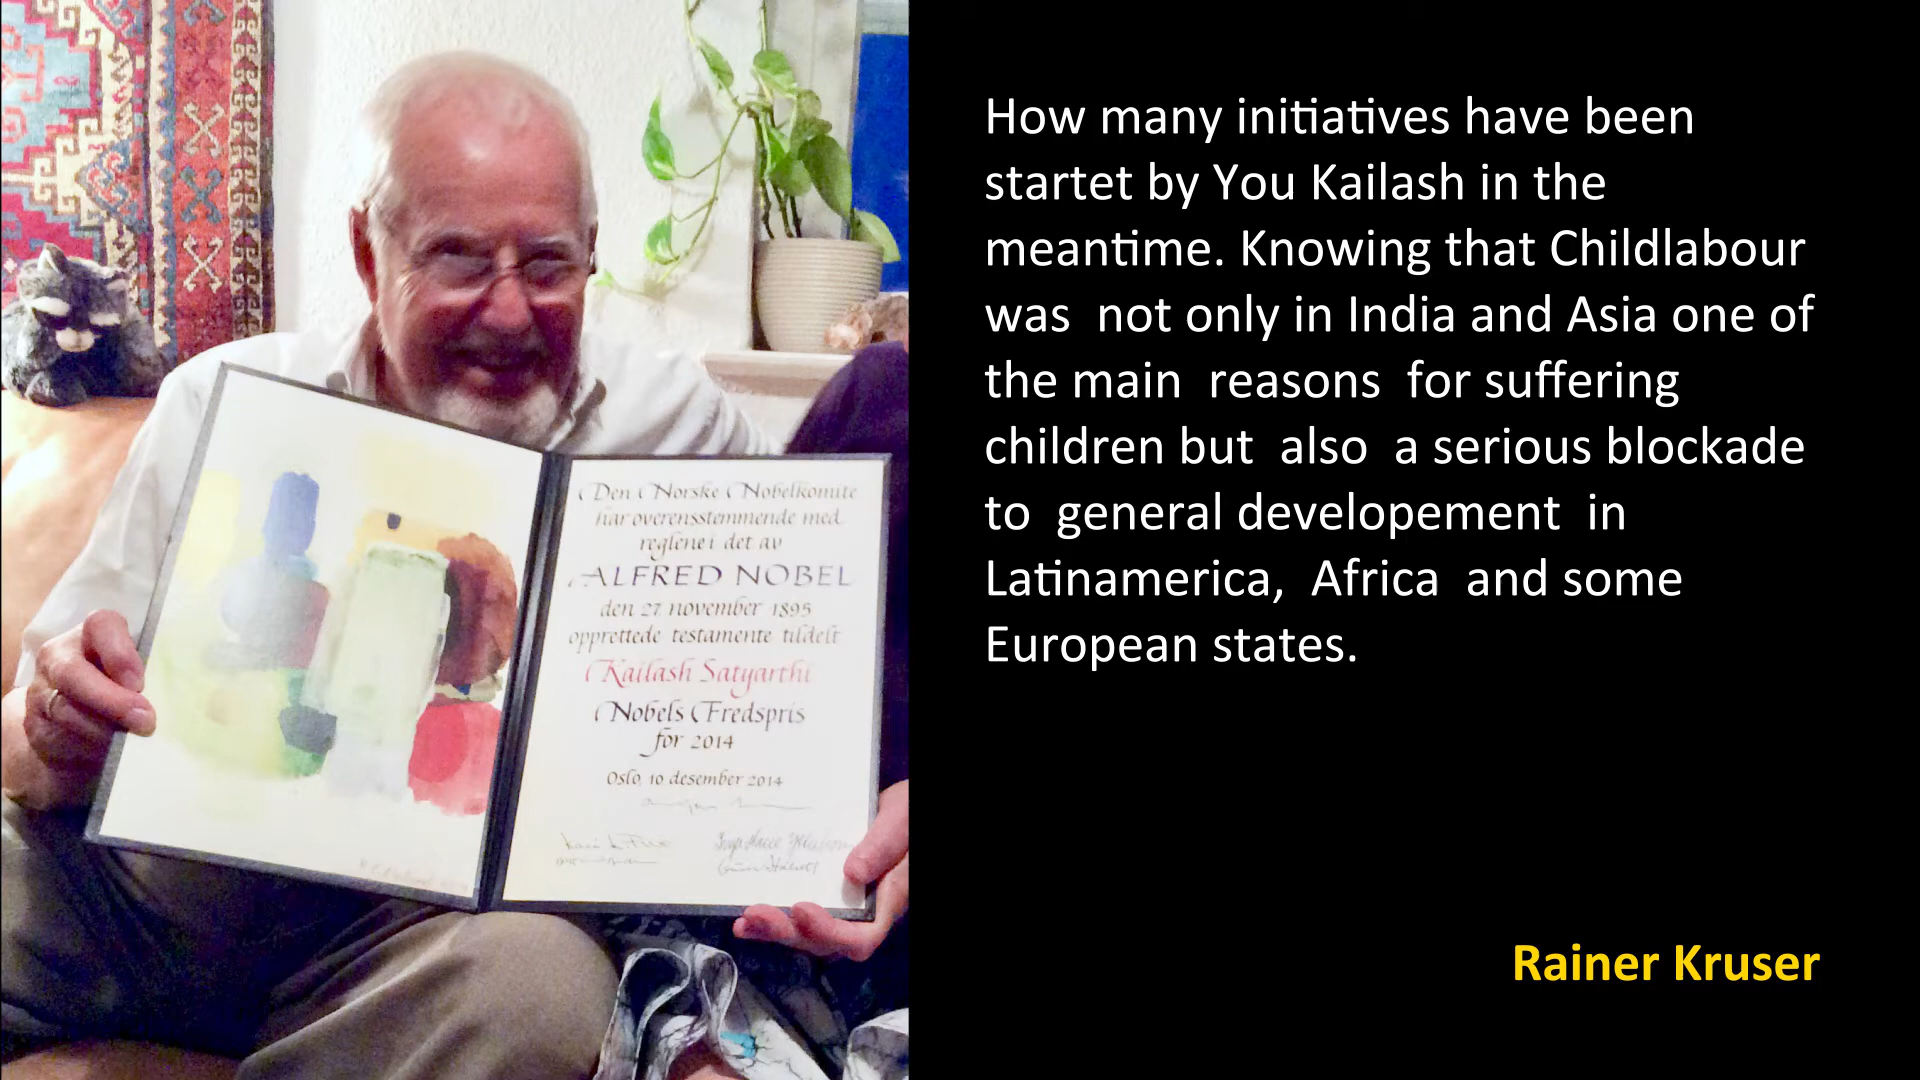 Den Norske Nobelkomite
har overensstemmende med
reglene i det av
ALFRED NOBEL
den 27. november 1895
opprettede testamente tildelt
Kailash Satyarthi
Nobels Fredspris
for 2014
Oslo, 10 desember 2014
How many initiatives have been
startet by You Kailash in the
meantime. Knowing that Childlabour
was not only in India and Asia one of
the main reasons for suffering
children but also a serious blockade
to general developement in
Latinamerica, Africa and some
European states.
Rainer Kruser